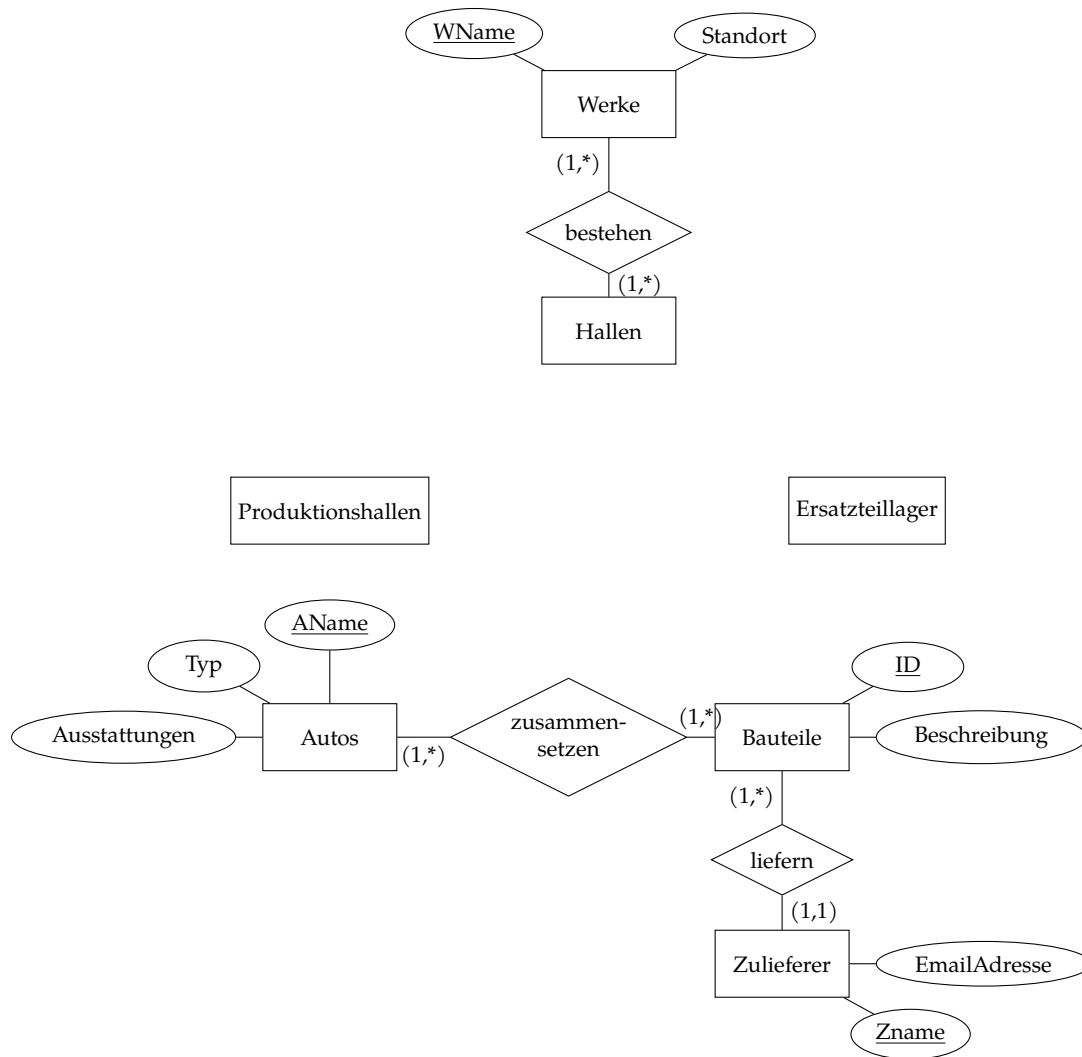 WName
Standort
Werke
(1,*)
bestehen
(1,*)
Hallen
Produktionshallen
Ersatzteillager
AName
Typ
ID
Ausstattungen
Autos
(1,*)
zusammen-
setzen
(1,*)
Bauteile
Beschreibung
(1,*)
liefern
(1,1)
Zulieferer
EmailAdresse
Zname